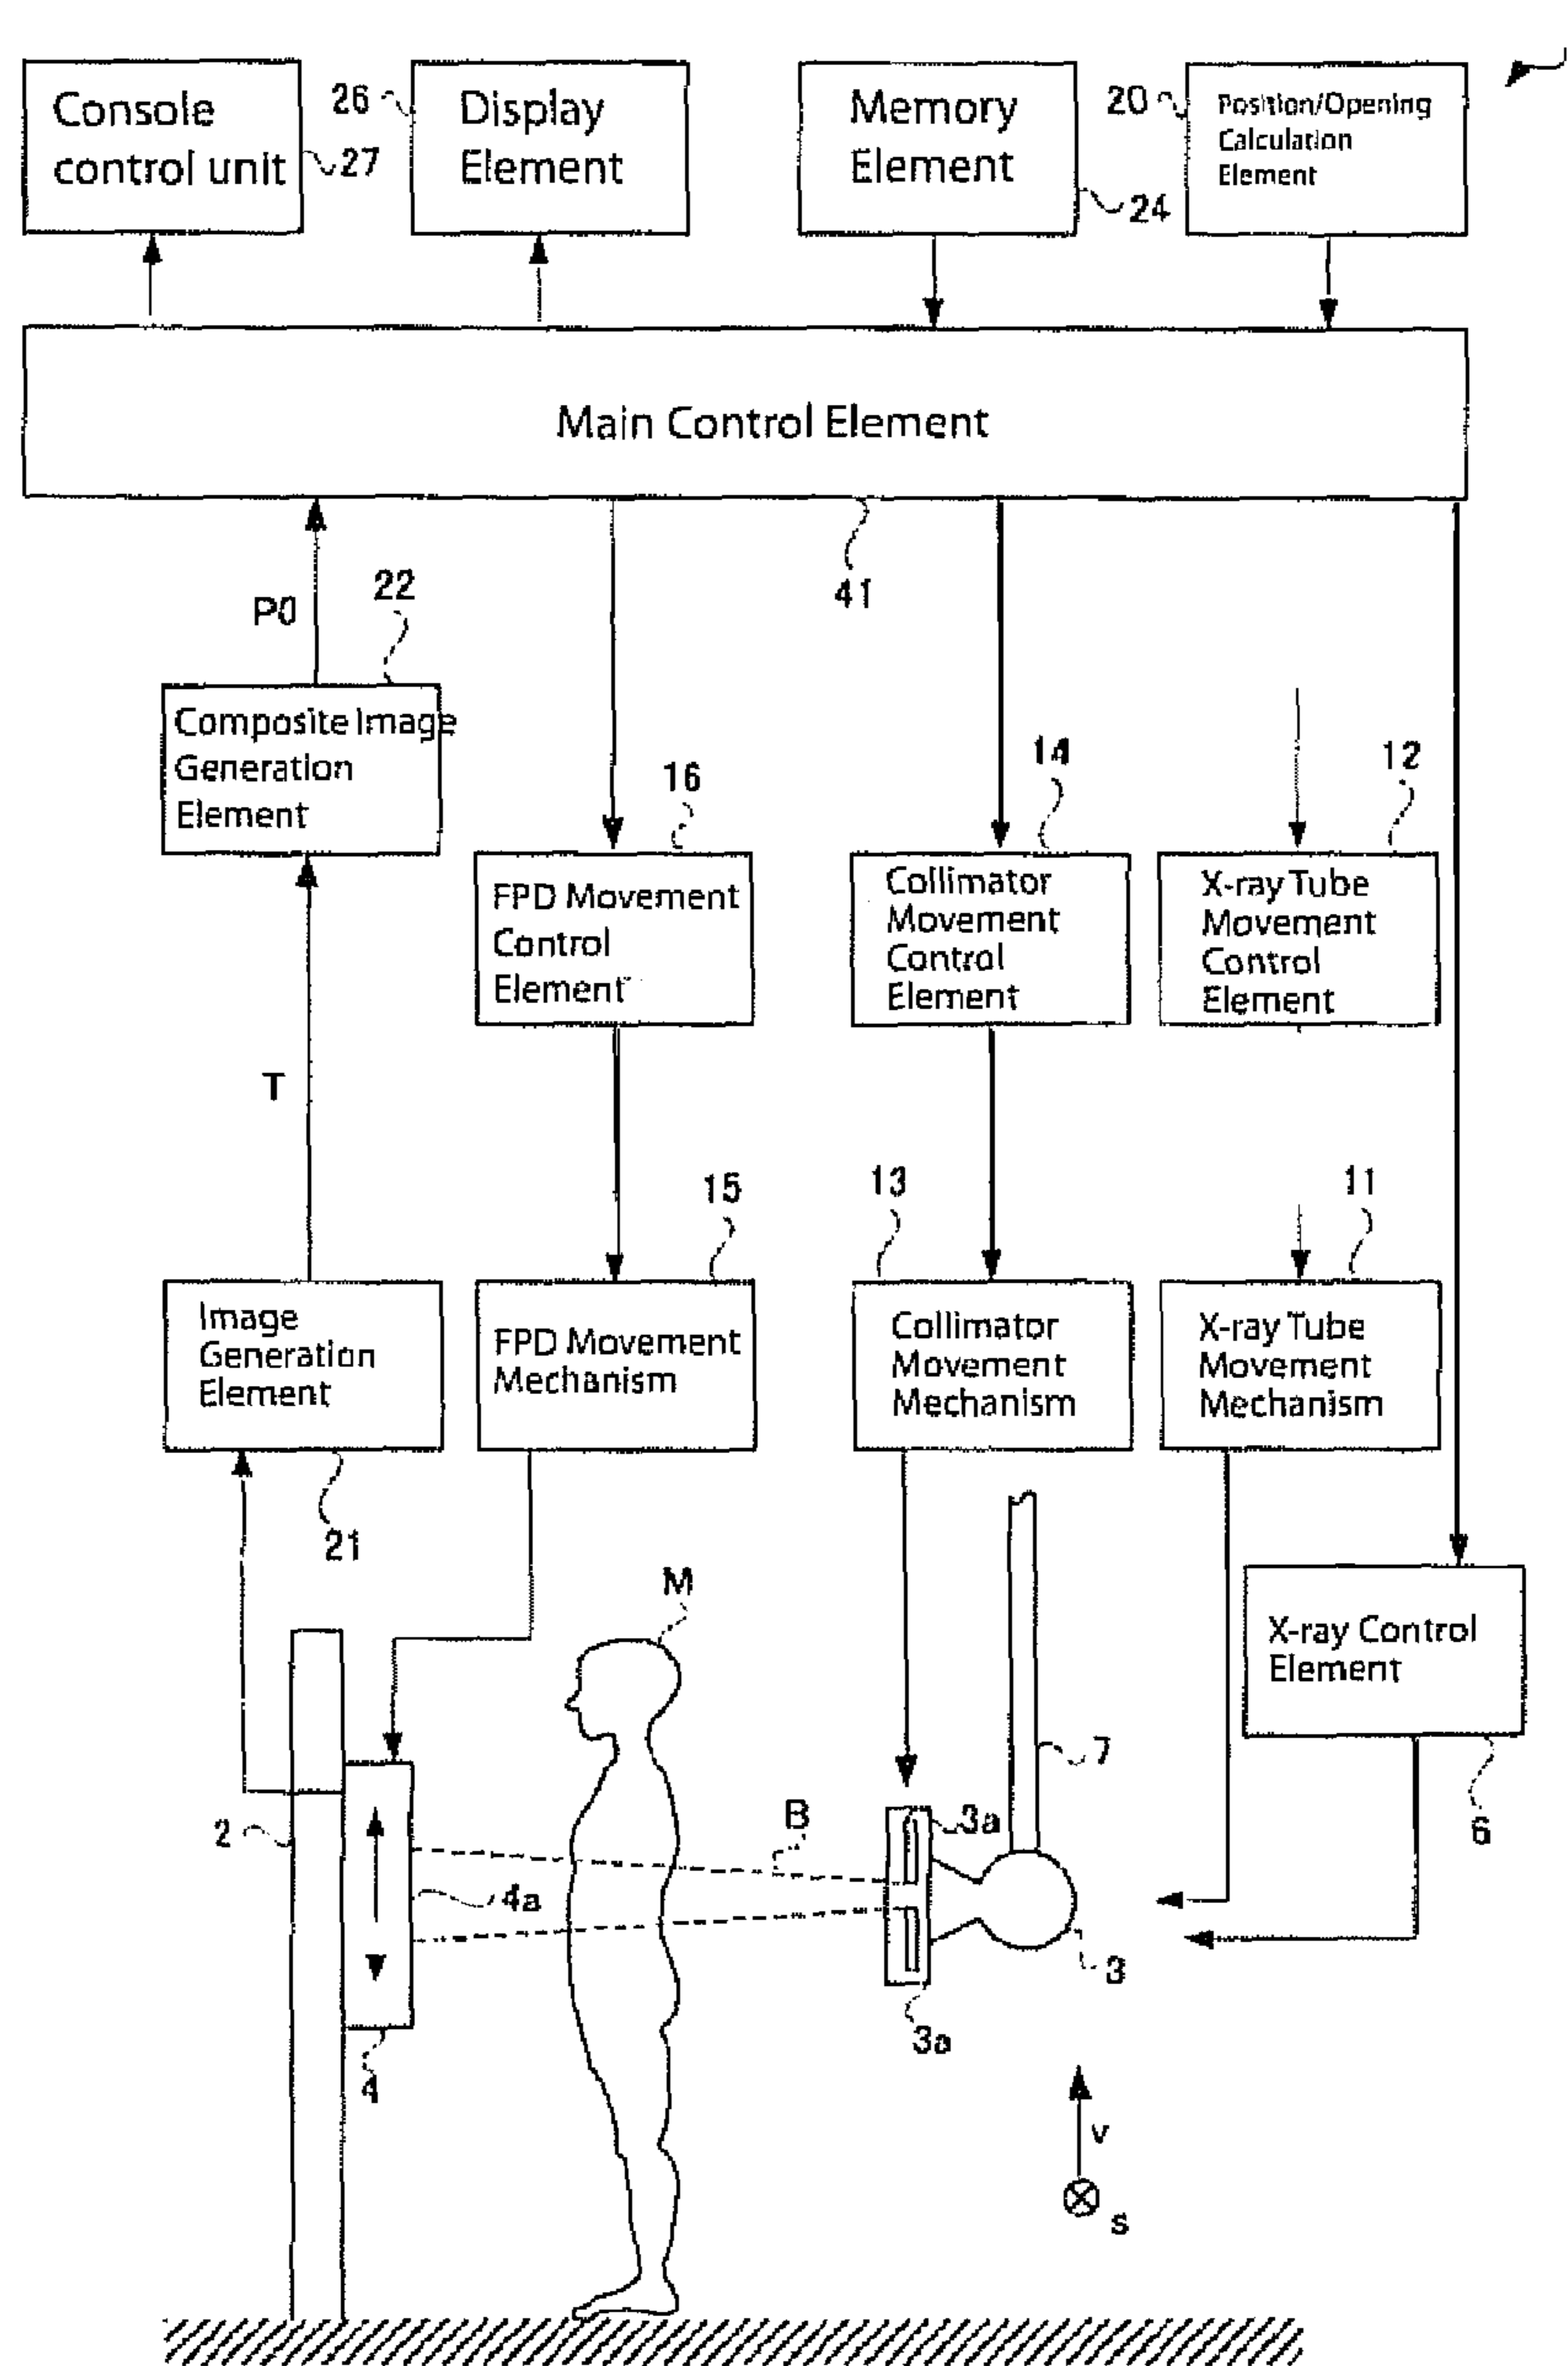 Console
control unit
27
26
Display
Element
Memory
Element
24
20
Position/Opening
Calculation
Element
Main Control Element
41
P0
22
Composite Image
Generation
Element
16
FPD Movement
Control
Element
14
Collimator
Movement
Control
Element
12
X-ray Tube
Movement
Control
Element
T
Image
Generation
Element
21
15
FPD Movement
Mechanism
13
Collimator
Movement
Mechanism
11
X-ray Tube
Movement
Mechanism
X-ray Control
Element
6
M
7
2
B
3a
4a
3
3a
4
v
s